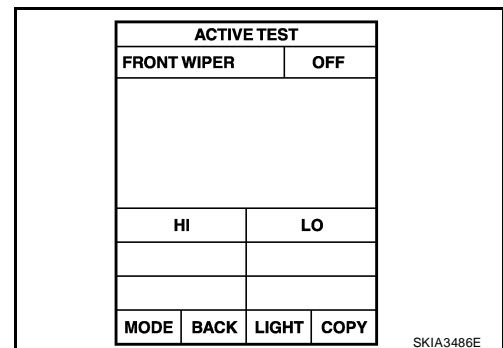 ACTIVE TEST
FRONT WIPER OFF
HI LO
MODE BACK LIGHT COPY
SKIA3486E